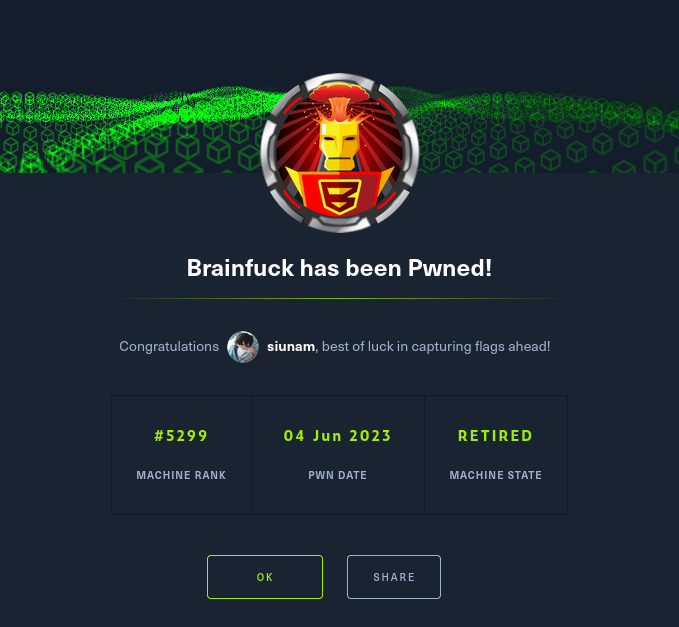 B
Brainfuck has been Pwned!
Congratulations siunam, best of luck in capturing flags ahead!
#5299 04 Jun 2023 RETIRED
MACHINE RANK PWN DATE MACHINE STATE
OK SHARE